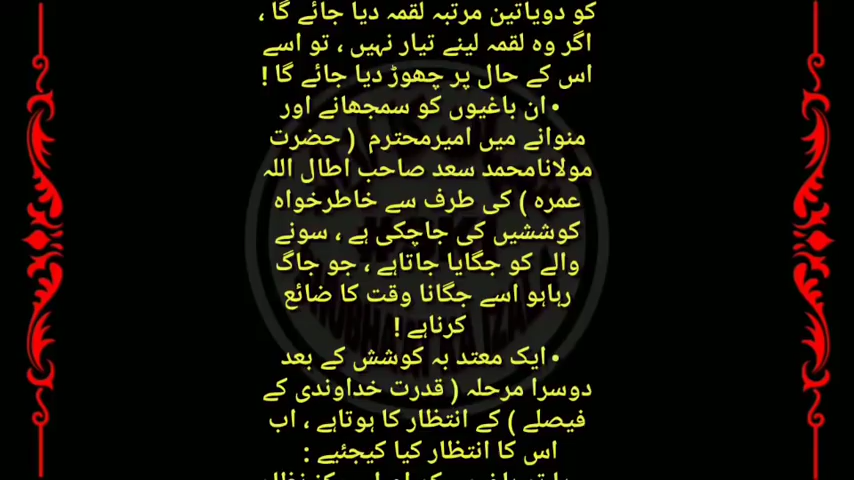 کو دویاتین مرتبہ لقمہ دیا جائے گا ،
اگر وہ لقمہ لینے تیار نہیں ، تو اسے
اس کے حال پر چھوڑ دیا جائے گا !
• ان باغیوں کو سمجھانے اور
منوانے میں امیرمحترم ( حضرت
مولانامحمد سعد صاحب اطال اللہ
عمرہ ) کی طرف سے خاطرخواہ
کوششیں کی جاچکی ہے ، سونے
والے کو جگایا جاتاہے ، جو جاگ
رہاہو اسے جگانا وقت کا ضائع
کرناہے !
• ایک معتد بہ کوشش کے بعد
دوسرا مرحلہ ( قدرت خداوندی کے
فیصلے ) کے انتظار کا ہوتاہے ، اب
اس کا انتظار کیا کیجئیے :